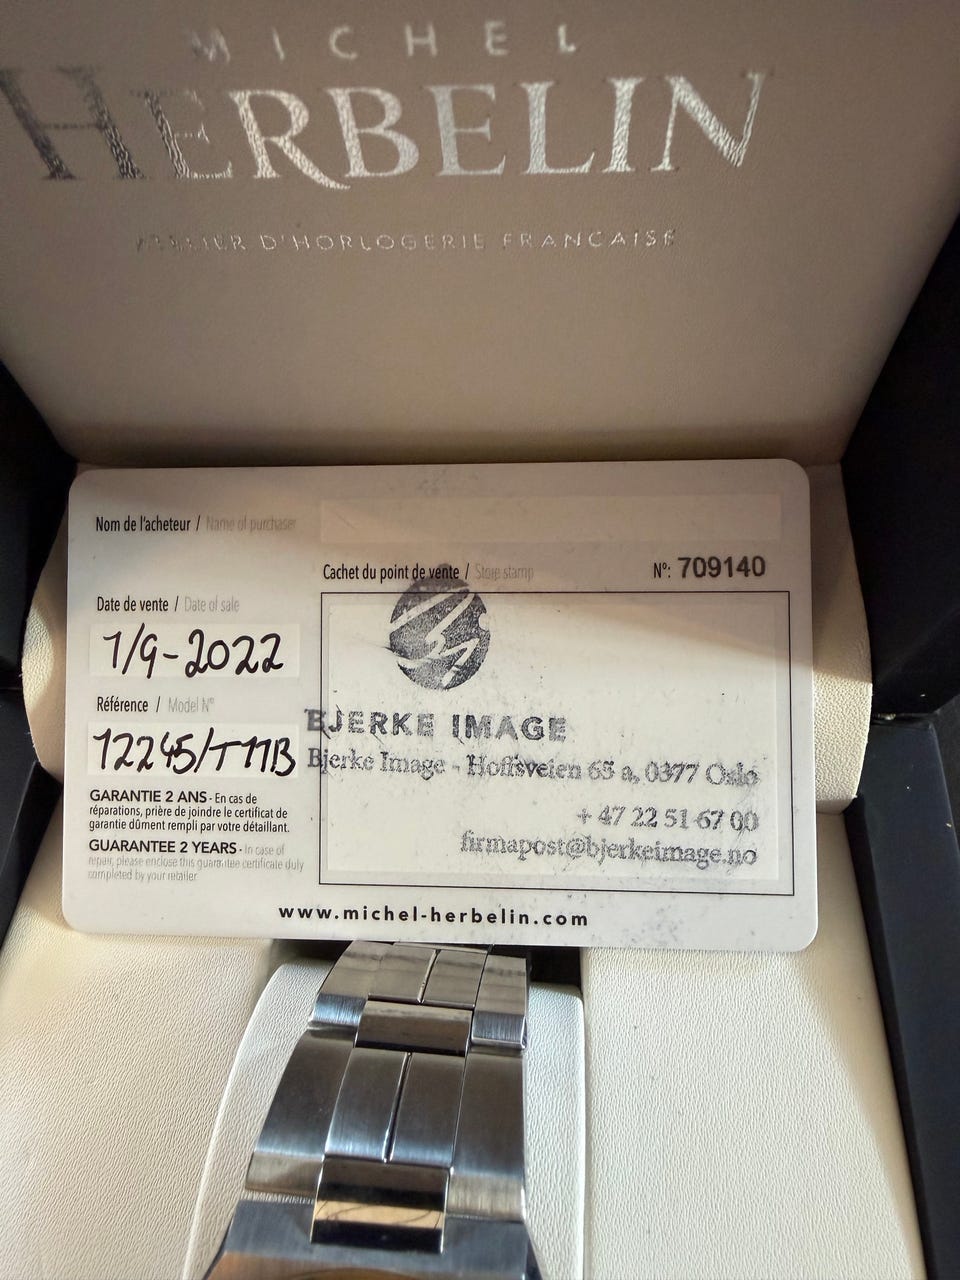 MICHEL
HERBELIN
ATELIER D'HORLOGERIE FRANÇAISE
Nom de l'acheteur / Name of purchaser
Cachet du point de vente / Store stamp
N°: 709140
Date de vente / Date of sale
1/9-2022
Référence / Model N°
12245/T11B
BJERKE IMAGE
Bjerke Image - Hoffsveien 65 a, 0377 Oslo
+ 47 22 51 67 00
firmapost@bjerkeimage.no
GARANTIE 2 ANS - En cas de
réparations, prière de joindre le certificat de
garantie dûment rempli par votre détaillant.
GUARANTEE 2 YEARS - In case of
repair, please enclose this guarantee certificate duly
completed by your retailer
www.michel-herbelin.com